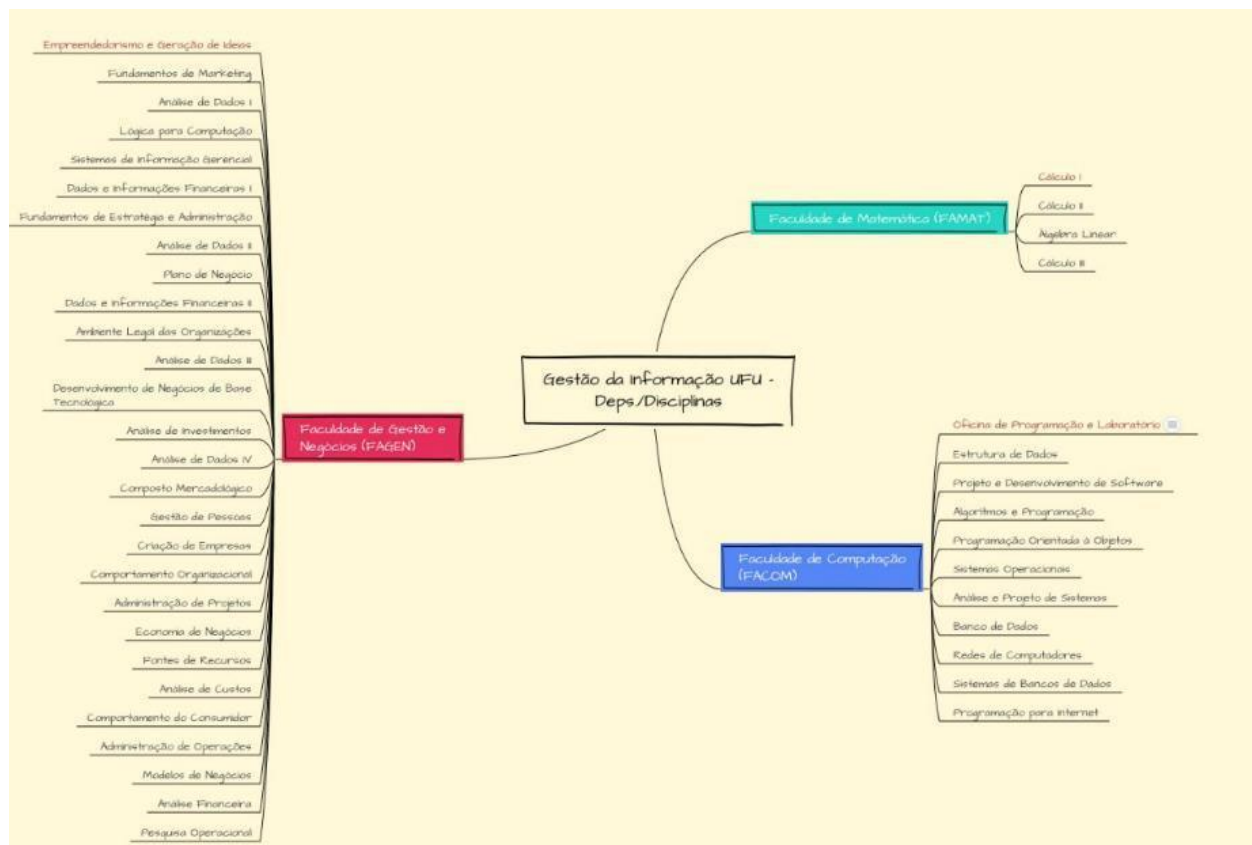 Empreendedorismo e Geração de Ideias
Fundamentos de Marketing
Análise de Dados I
Lógica para Computação
Sistemas de Informação Gerencial
Dados e Informações Financeiras I
Fundamentos de Estratégia e Administração
Análise de Dados II
Plano de Negócio
Dados e Informações Financeiras II
Ambiente Legal das Organizações
Análise de Dados III
Desenvolvimento de Negócios de Base
Tecnológica
Análise de Investimentos
Análise de Dados IV
Composto Mercadológico
Gestão de Pessoas
Criação de Empresas
Comportamento Organizacional
Administração de Projetos
Economia de Negócios
Fontes de Recursos
Análise de Custos
Comportamento do Consumidor
Administração de Operações
Modelos de Negócios
Análise Financeira
Pesquisa Operacional
Faculdade de Gestão e
Negócios (FAGEN)
Gestão da Informação UFU -
Deps./Disciplinas
Faculdade de Matemática (FAMAT)
Cálculo I
Cálculo II
Álgebra Linear
Cálculo III
Faculdade de Computação
(FACOM)
Oficina de Programação e Laboratório
Estrutura de Dados
Projeto e Desenvolvimento de Software
Algoritmos e Programação
Programação Orientada à Objetos
Sistemas Operacionais
Análise e Projeto de Sistemas
Banco de Dados
Redes de Computadores
Sistemas de Bancos de Dados
Programação para Internet